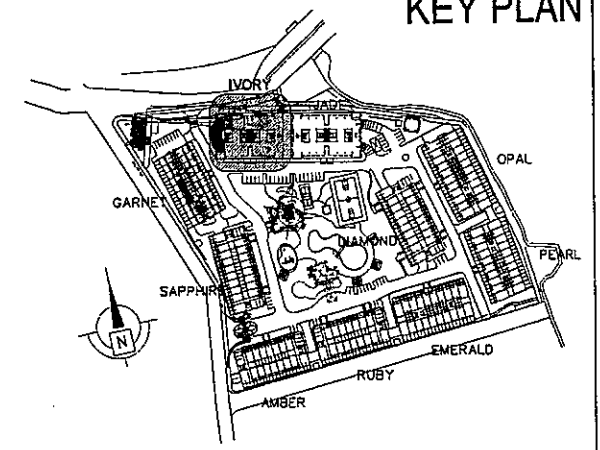 KEY PLAN
IVORY
JADE
OPAL
GARNET
DIAMOND
PEARL
SAPPHIRE
N
EMERALD
RUBY
AMBER